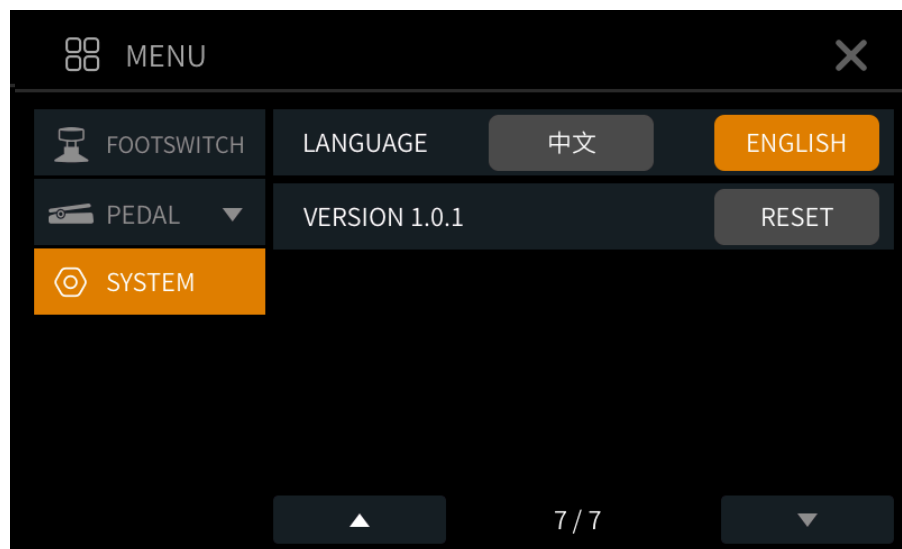 MENU
FOOTSWITCH
PEDAL
SYSTEM
LANGUAGE 中文 ENGLISH
VERSION 1.0.1 RESET
7 / 7